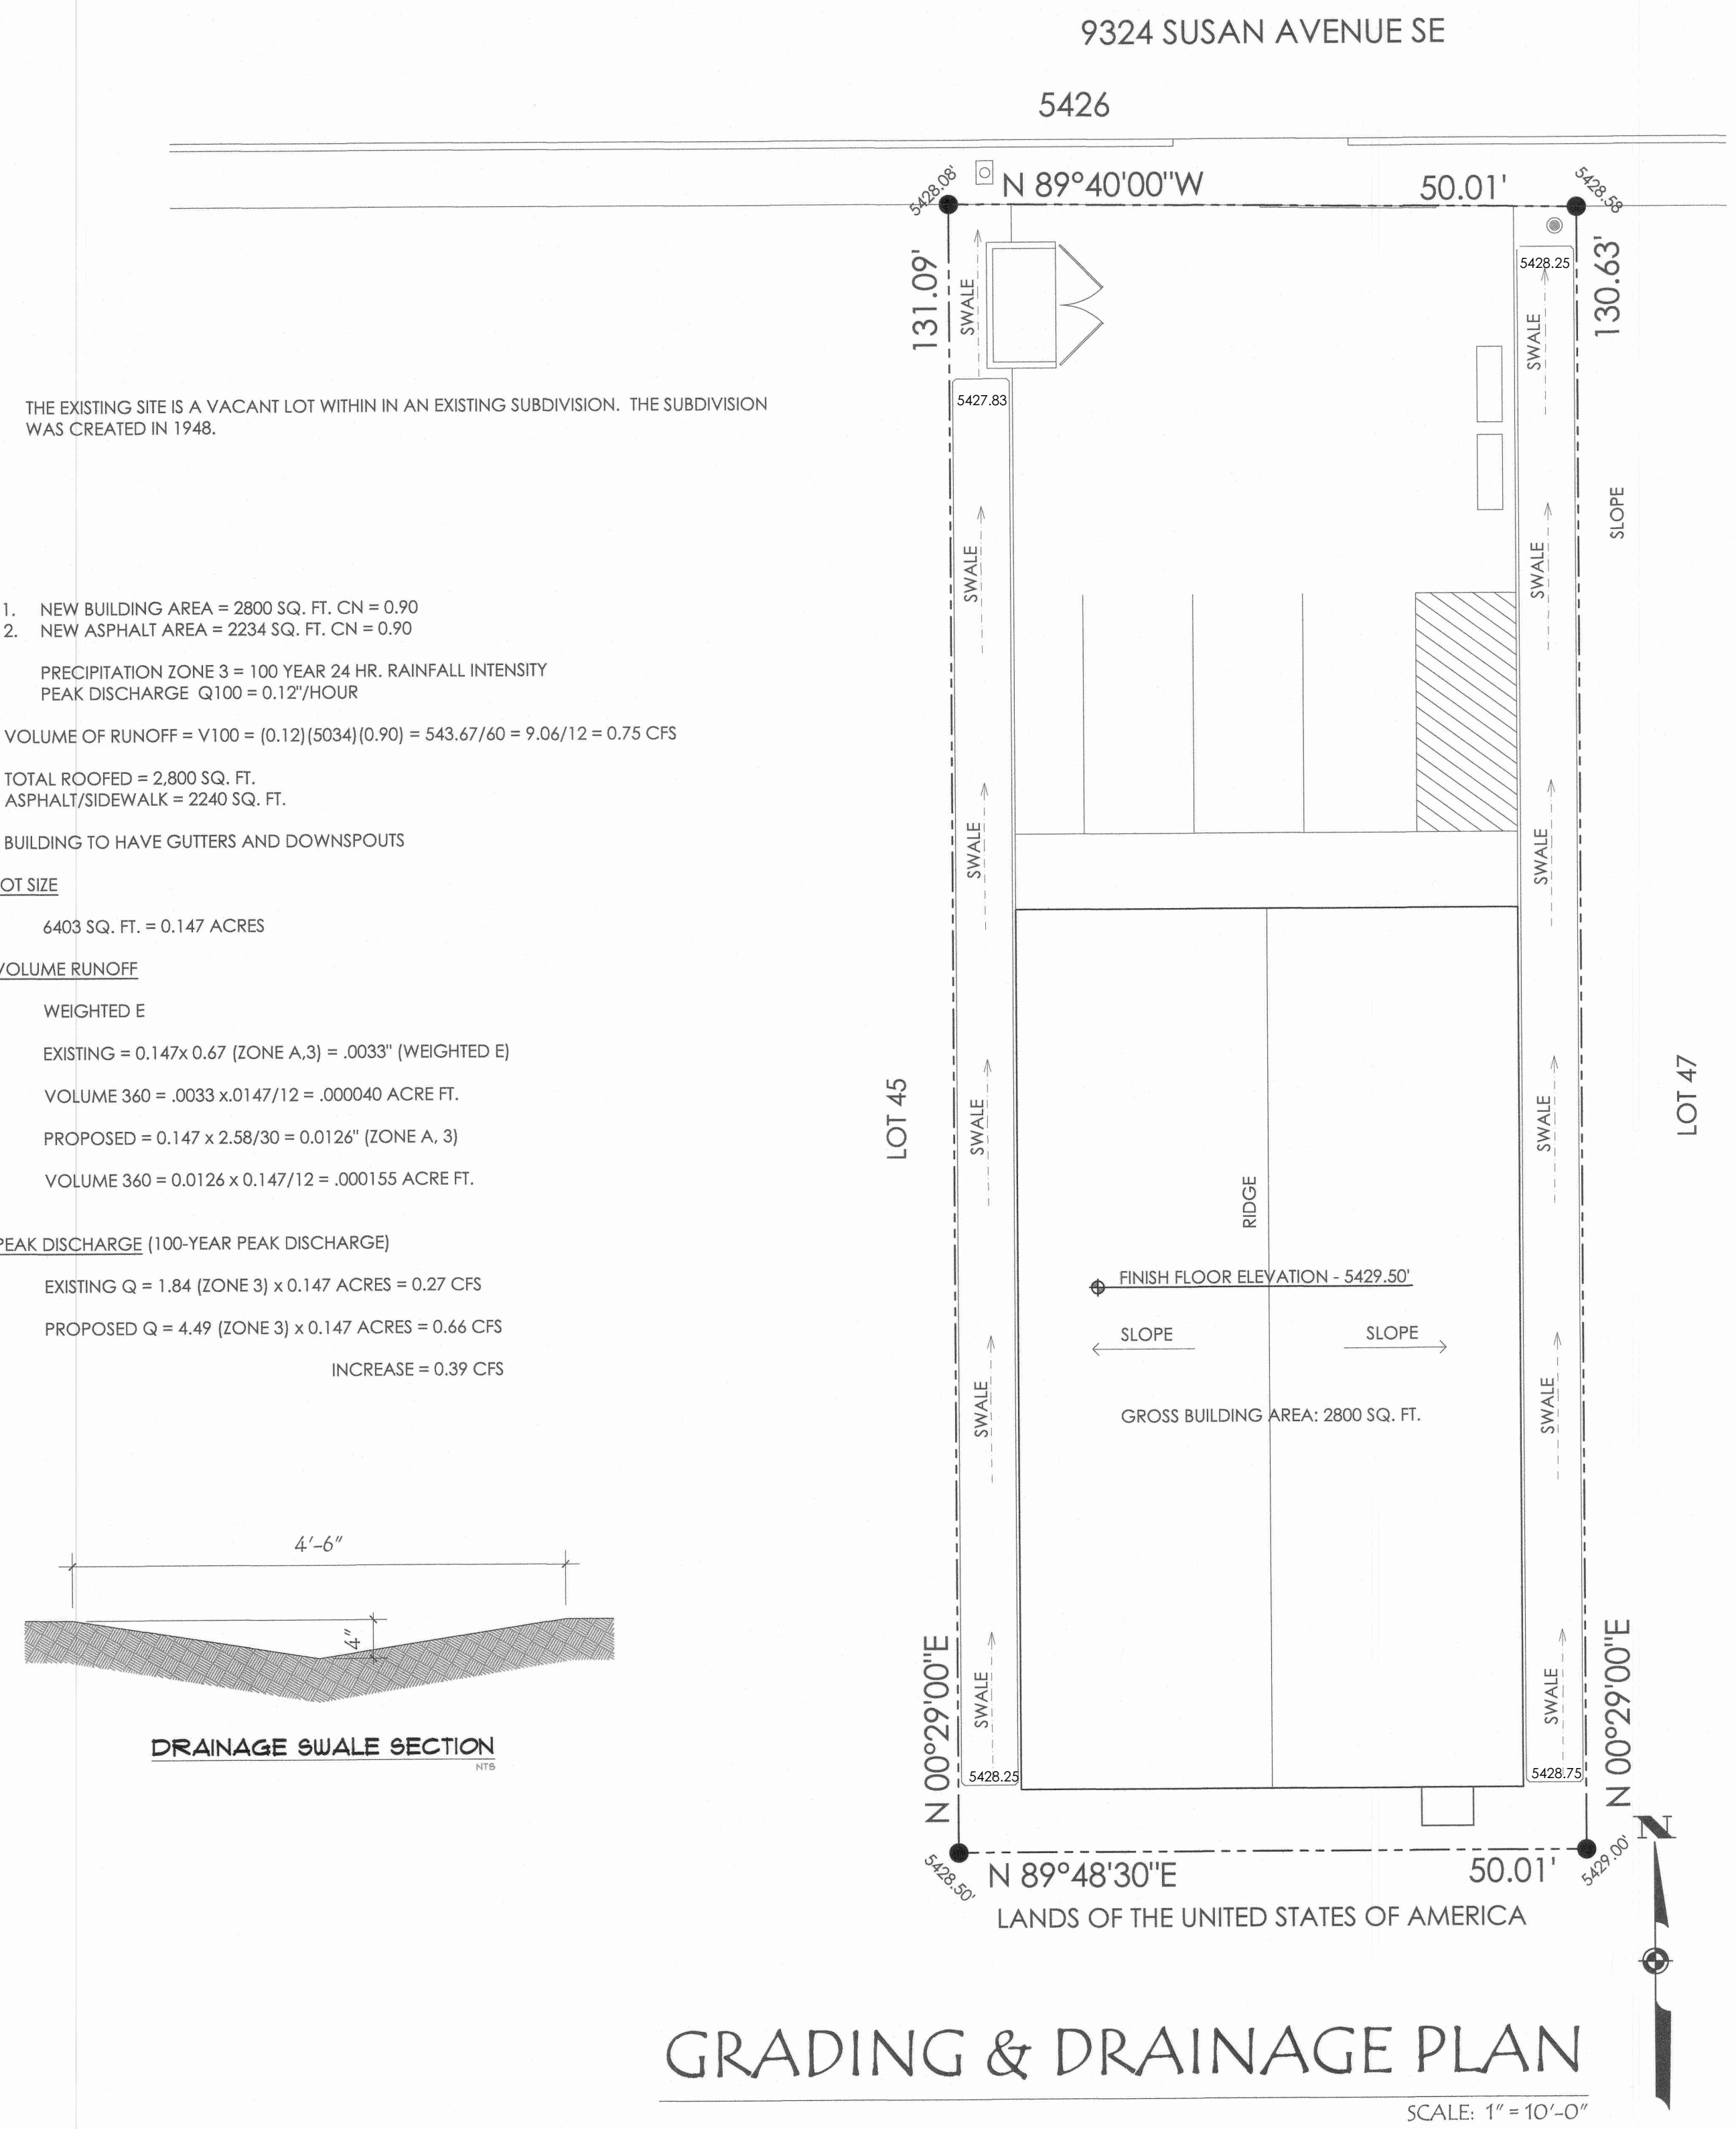 9324 SUSAN AVENUE SE
5426
5428.08'
N 89°40'00"W
50.01'
5428.58
131.09'
SWALE
5428.25
130.63'
SWALE
5427.83
THE EXISTING SITE IS A VACANT LOT WITHIN IN AN EXISTING SUBDIVISION. THE SUBDIVISION
WAS CREATED IN 1948.
SLOPE
SWALE
SWALE
1. NEW BUILDING AREA = 2800 SQ. FT. CN = 0.90
2. NEW ASPHALT AREA = 2234 SQ. FT. CN = 0.90
PRECIPITATION ZONE 3 = 100 YEAR 24 HR. RAINFALL INTENSITY
PEAK DISCHARGE Q100 = 0.12"/HOUR
VOLUME OF RUNOFF = V100 = (0.12)(5034)(0.90) = 543.67/60 = 9.06/12 = 0.75 CFS
TOTAL ROOFED = 2,800 SQ. FT.
ASPHALT/SIDEWALK = 2240 SQ. FT.
BUILDING TO HAVE GUTTERS AND DOWNSPOUTS
SWALE
SWALE
OT SIZE
6403 SQ. FT. = 0.147 ACRES
VOLUME RUNOFF
WEIGHTED E
EXISTING = 0.147x 0.67 (ZONE A,3) = .0033" (WEIGHTED E)
VOLUME 360 = .0033 x.0147/12 = .000040 ACRE FT.
PROPOSED = 0.147 x 2.58/30 = 0.0126" (ZONE A, 3)
VOLUME 360 = 0.0126 x 0.147/12 = .000155 ACRE FT.
LOT 45
SWALE
SWALE
LOT 47
RIDGE
PEAK DISCHARGE (100-YEAR PEAK DISCHARGE)
EXISTING Q = 1.84 (ZONE 3) x 0.147 ACRES = 0.27 CFS
PROPOSED Q = 4.49 (ZONE 3) x 0.147 ACRES = 0.66 CFS
INCREASE = 0.39 CFS
FINISH FLOOR ELEVATION - 5429.50'
SLOPE
SLOPE
SWALE
SWALE
GROSS BUILDING AREA: 2800 SQ. FT.
4'-6"
4"
DRAINAGE SWALE SECTION
NTS
N 00°29'00"E
SWALE
SWALE
N 00°29'00"E
5428.25
5428.75
5428.50'
N 89°48'30"E
50.01'
5429.00'
N
LANDS OF THE UNITED STATES OF AMERICA
GRADING & DRAINAGE PLAN
SCALE: 1" = 10'-0"